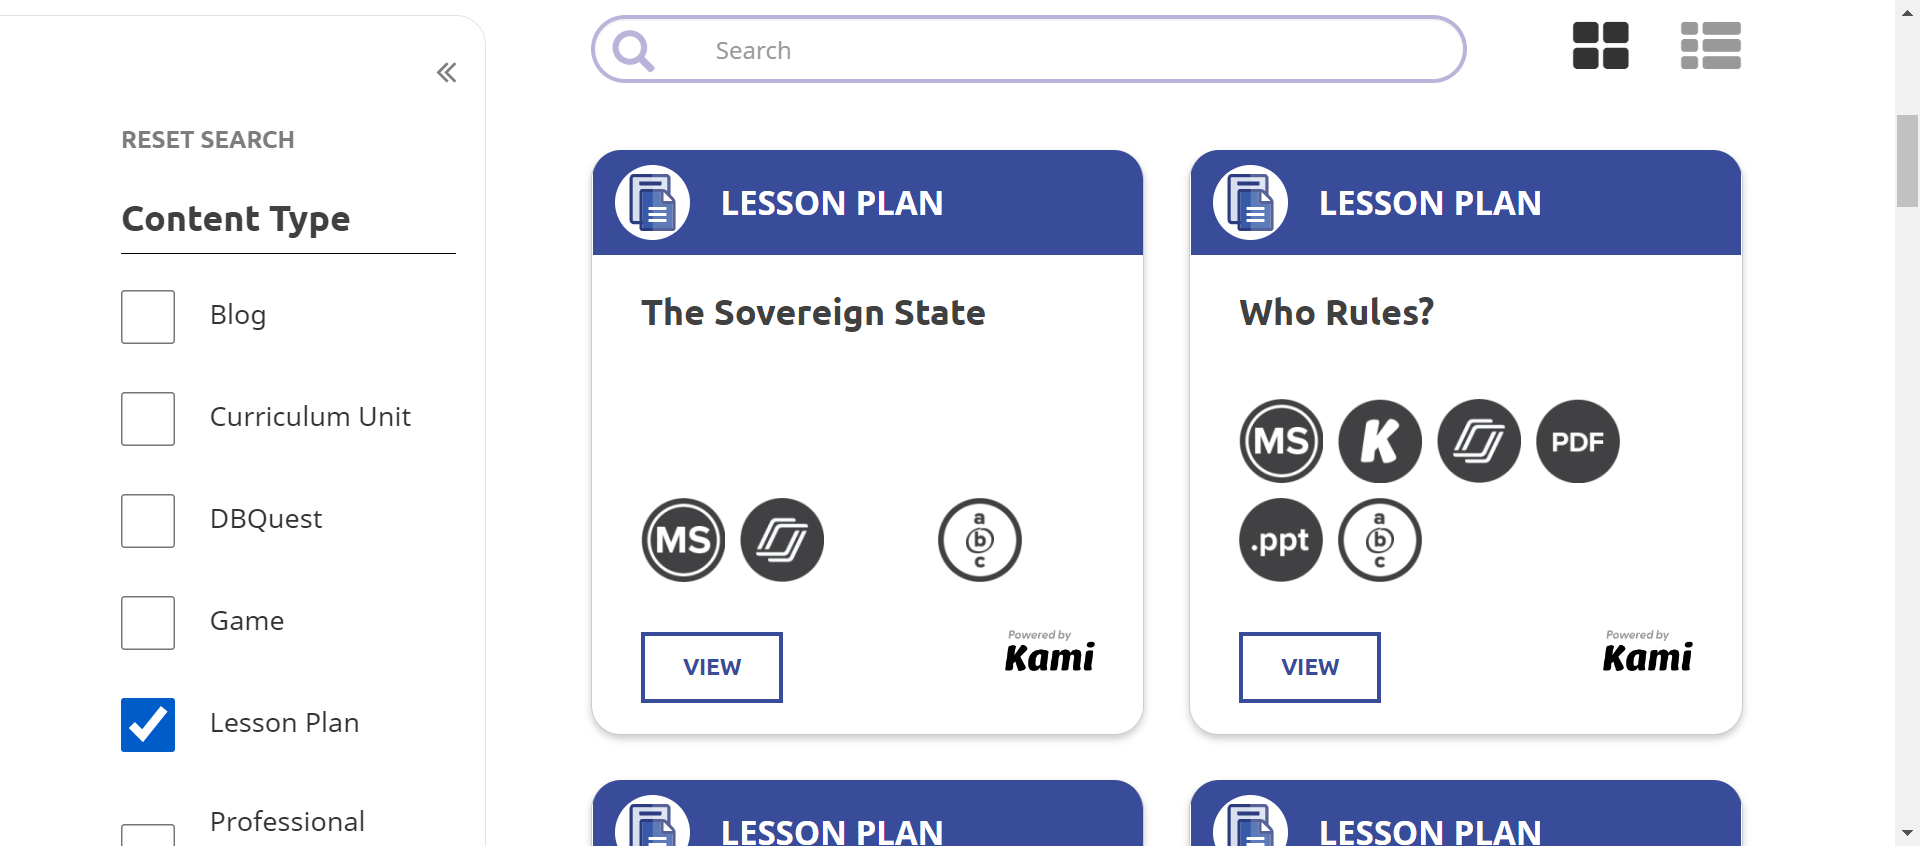 RESET SEARCH
Content Type
Blog
Curriculum Unit
DBQuest
Game
Lesson Plan
Professional
Search
LESSON PLAN
The Sovereign State
MS
a
b
c
VIEW
Powered by
Kami
LESSON PLAN
Who Rules?
MS
K
PDF
.ppt
a
b
c
VIEW
Powered by
Kami
LESSON PLAN
LESSON PLAN